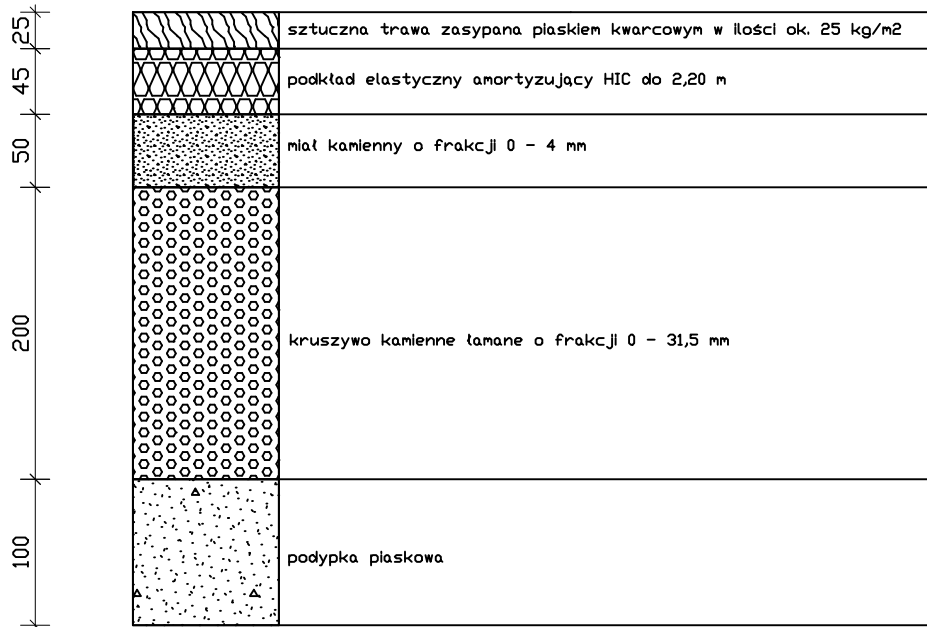 25 sztuczna trawa zasypana piaskiem kwarcowym w ilości ok. 25 kg/m2
45 podkład elastyczny amortyzujący HIC do 2,20 m
50 miał kamienny o frakcji 0 - 4 mm
200 kruszywo kamienne łamane o frakcji 0 - 31,5 mm
100 podypka piaskowa